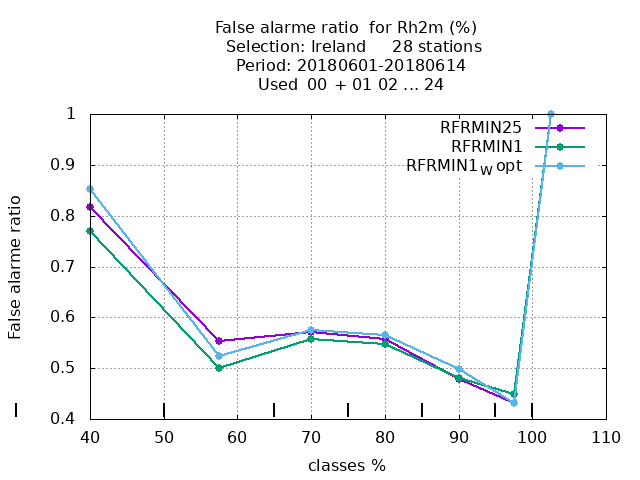 False alarme ratio  for Rh2m (%)
Selection: Ireland     28 stations
Period: 20180601-20180614
Used  00  + 01 02 ... 24
RFRMIN25
RFRMIN1
RFRMIN1W opt
1
0.9
0.8
0.7
0.6
0.5
0.4
False alarme ratio
40 50 60 70 80 90 100 110
classes %